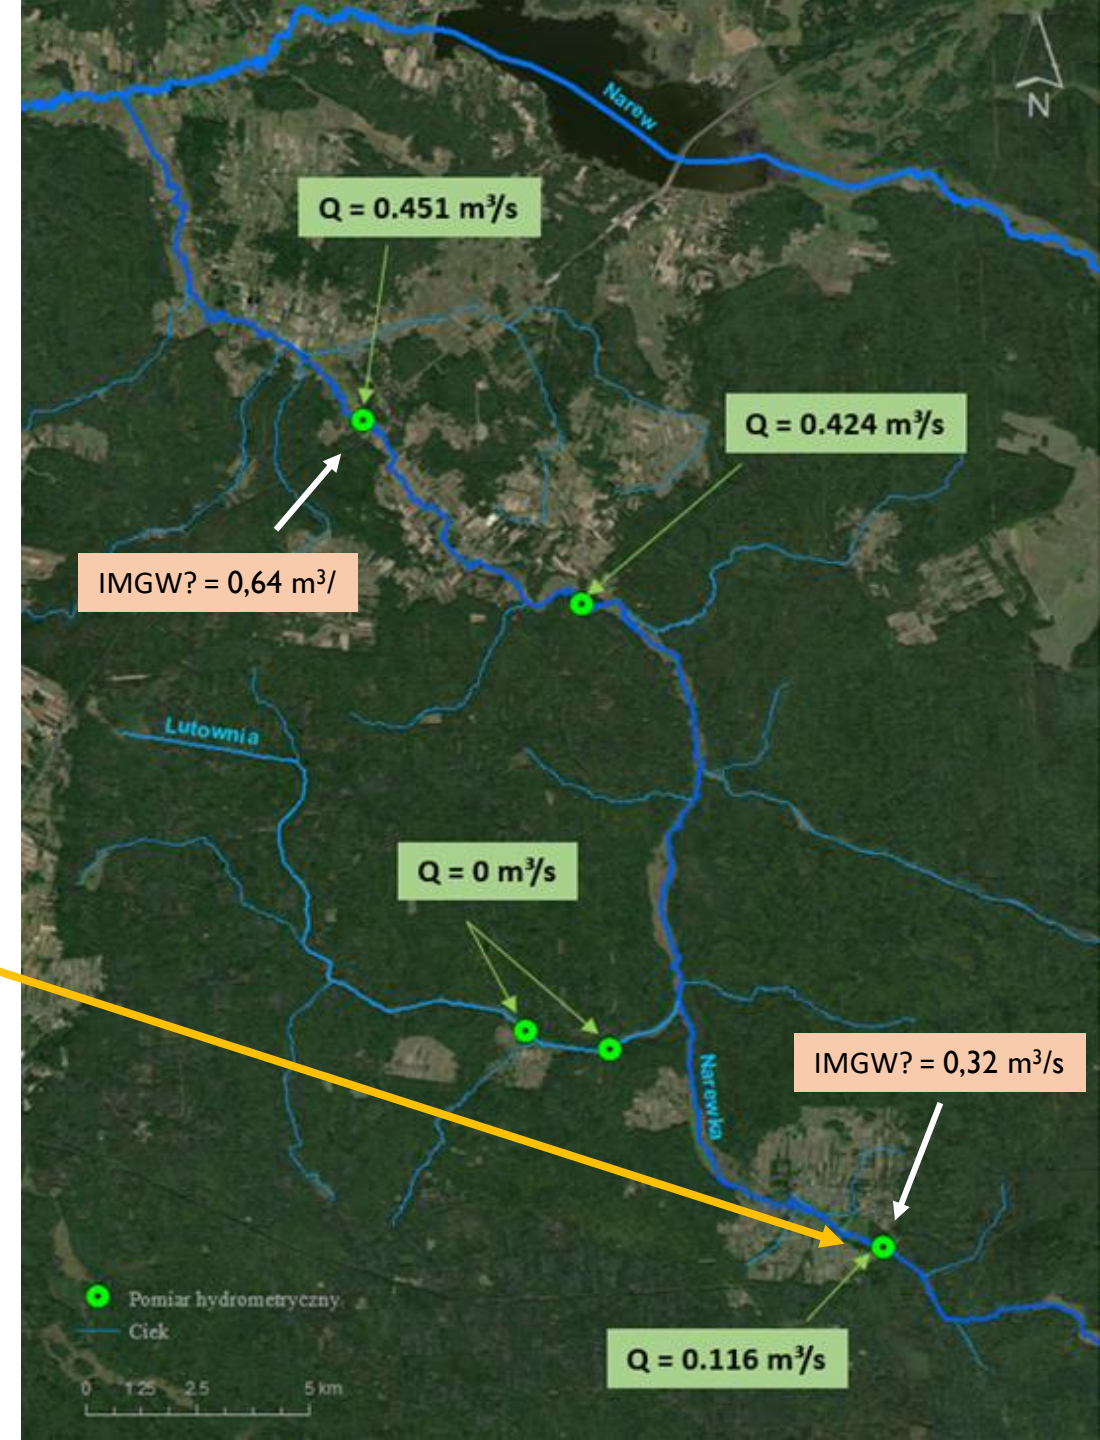 N
Narew
Q = 0.451 m³/s
Q = 0.424 m³/s
IMGW? = 0,64 m³/
Lutownia
Q = 0 m³/s
IMGW? = 0,32 m³/s
Narewka
Q = 0.116 m³/s
Pomiar hydrometryczny
Ciek
0 1.25 2.5 5 km